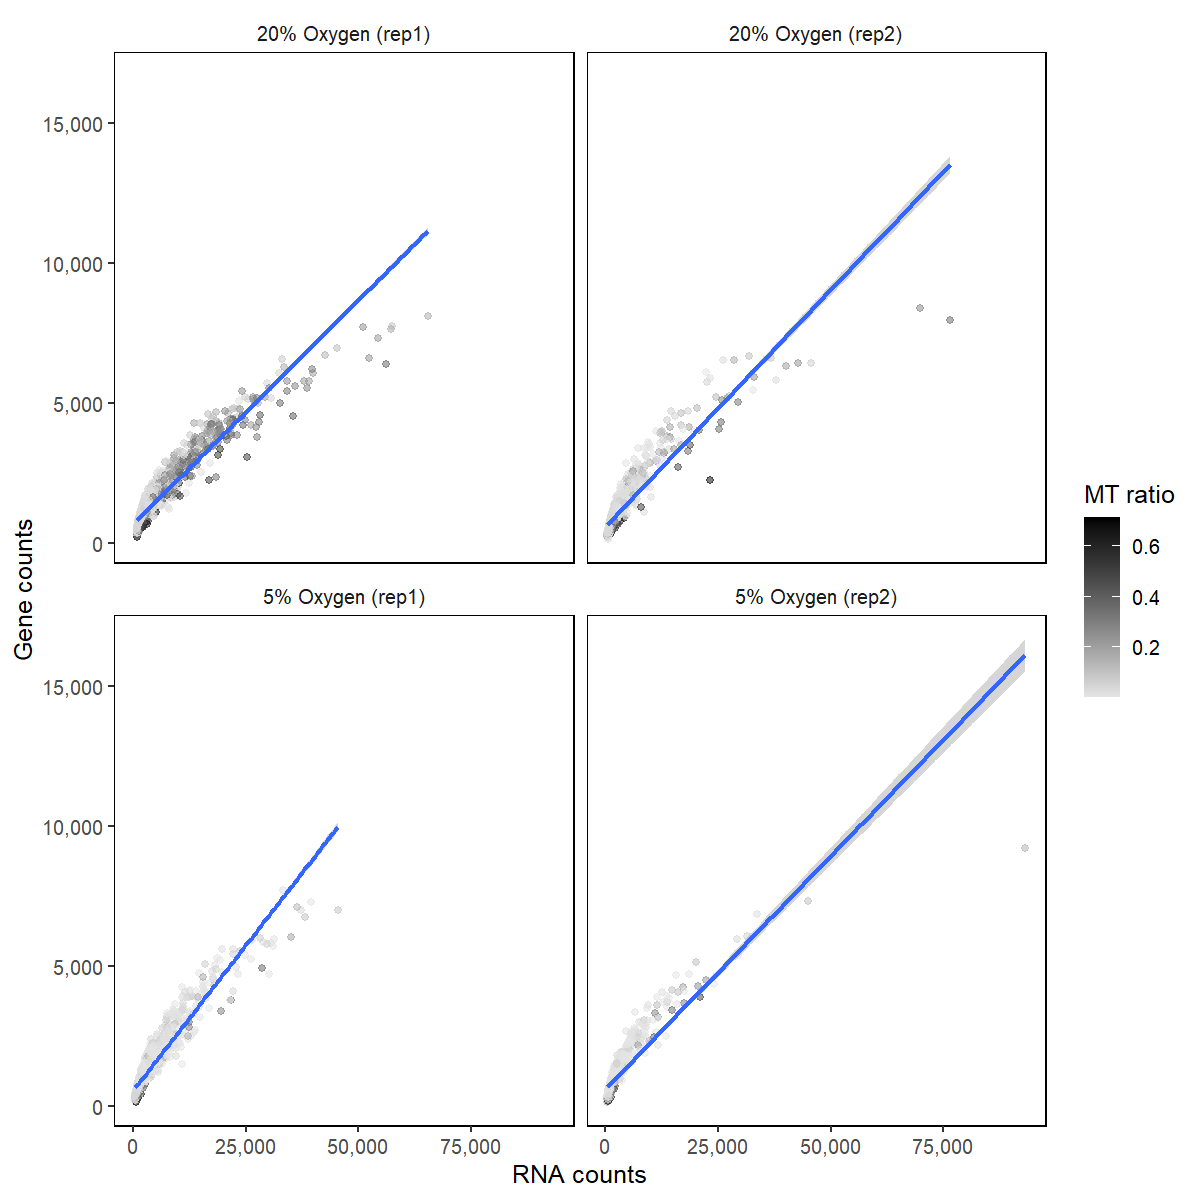 20% Oxygen (rep1)
20% Oxygen (rep2)
15,000
10,000
5,000
0
5% Oxygen (rep1)
5% Oxygen (rep2)
15,000
10,000
5,000
0
0
25,000
50,000
75,000
0
25,000
50,000
75,000
RNA counts
Gene counts
MT ratio
0.6
0.4
0.2